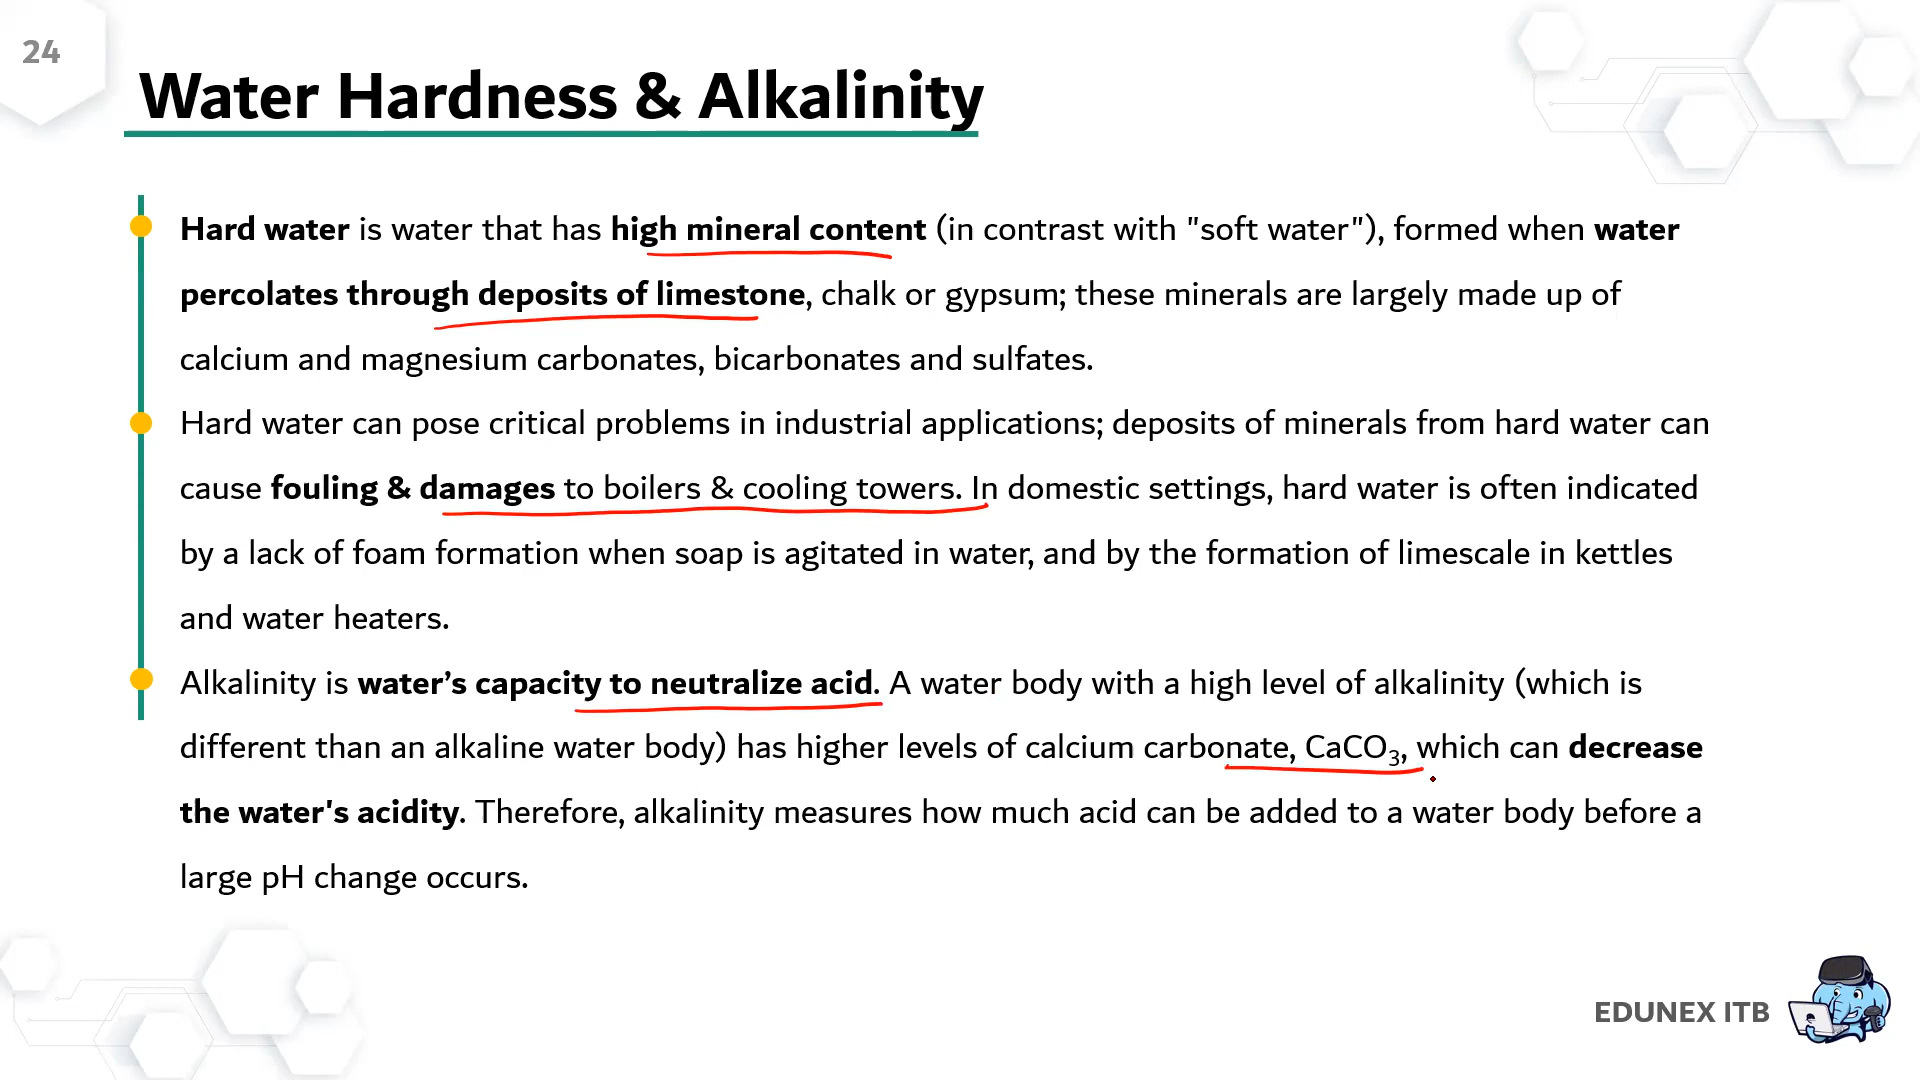 24
Water Hardness & Alkalinity
Hard water is water that has high mineral content (in contrast with "soft water"), formed when water
percolates through deposits of limestone, chalk or gypsum; these minerals are largely made up of
calcium and magnesium carbonates, bicarbonates and sulfates.
Hard water can pose critical problems in industrial applications; deposits of minerals from hard water can
cause fouling & damages to boilers & cooling towers. In domestic settings, hard water is often indicated
by a lack of foam formation when soap is agitated in water, and by the formation of limescale in kettles
and water heaters.
Alkalinity is water’s capacity to neutralize acid. A water body with a high level of alkalinity (which is
different than an alkaline water body) has higher levels of calcium carbonate, CaCO₃, which can decrease
the water's acidity. Therefore, alkalinity measures how much acid can be added to a water body before a
large pH change occurs.
EDUNEX ITB